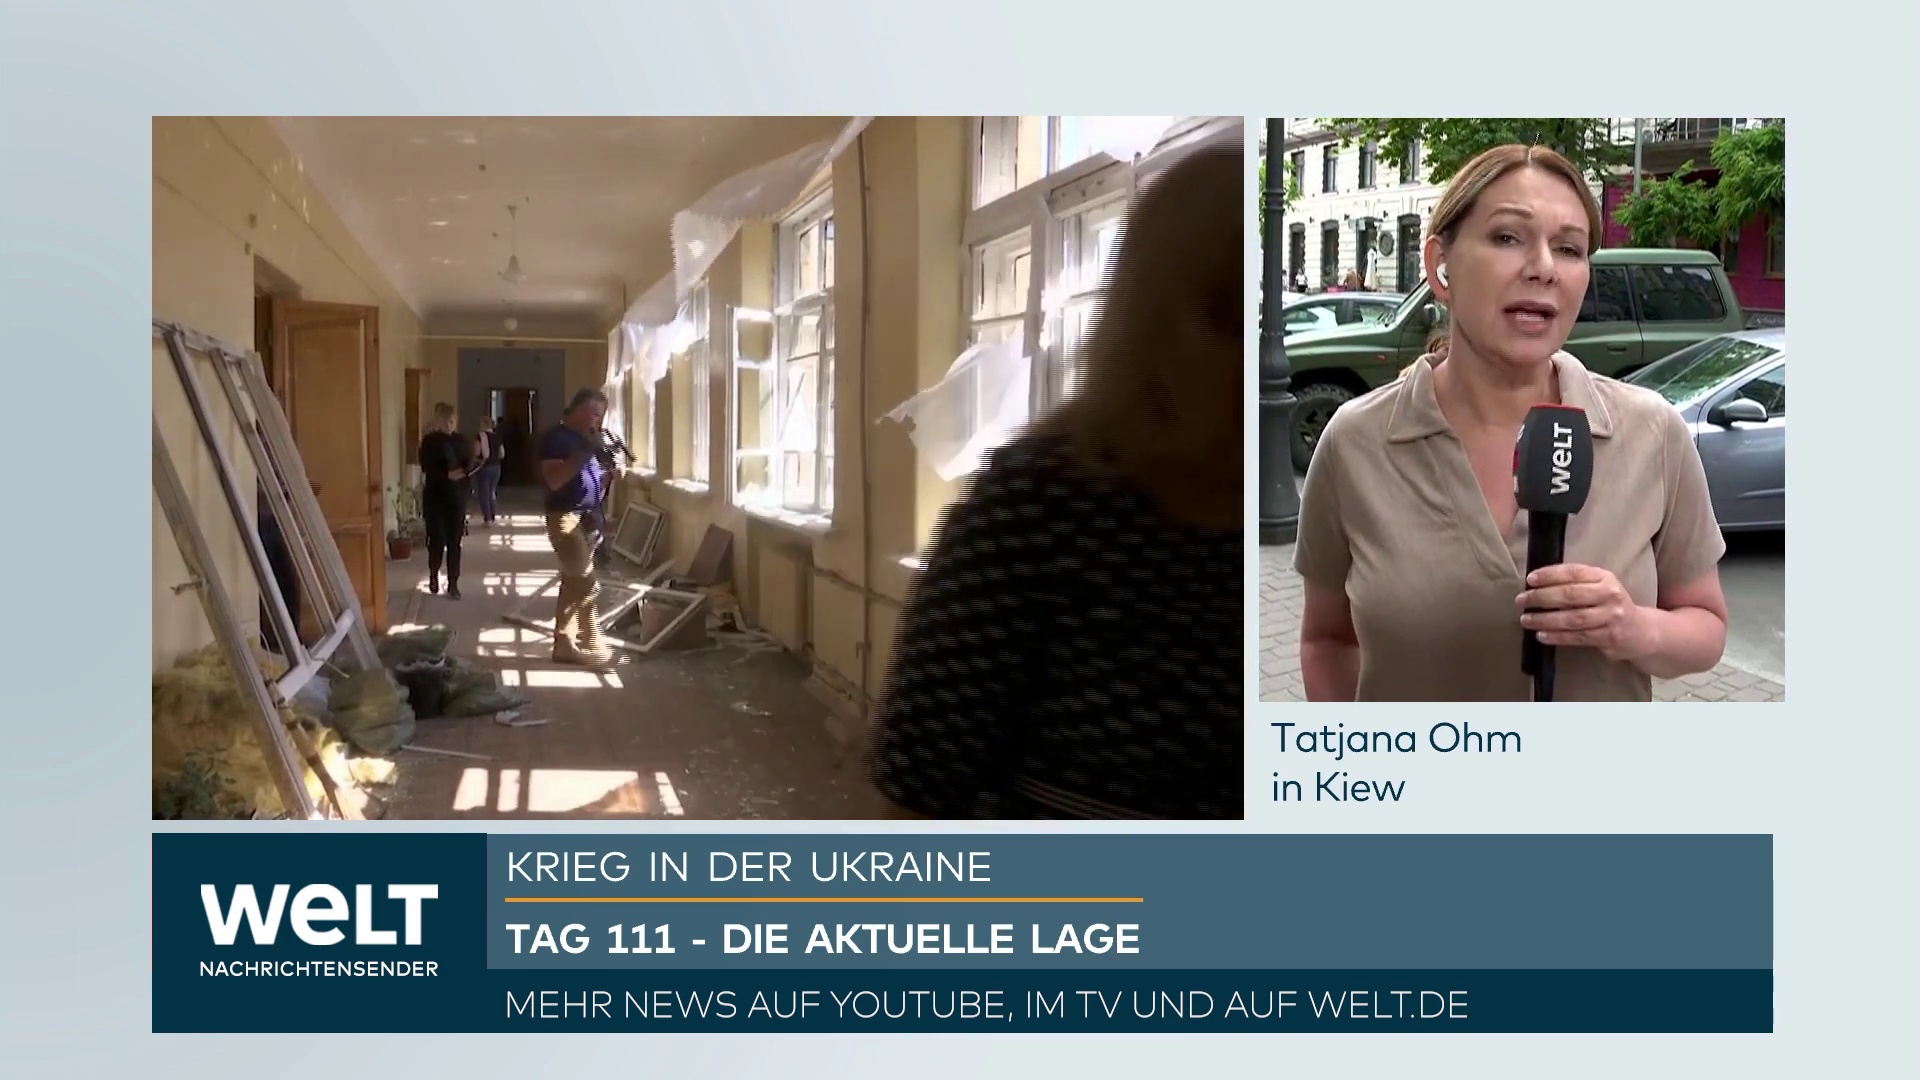 WELT
Tatjana Ohm
in Kiew
WELT
NACHRICHTENSENDER
KRIEG IN DER UKRAINE
TAG 111 - DIE AKTUELLE LAGE
MEHR NEWS AUF YOUTUBE, IM TV UND AUF WELT.DE